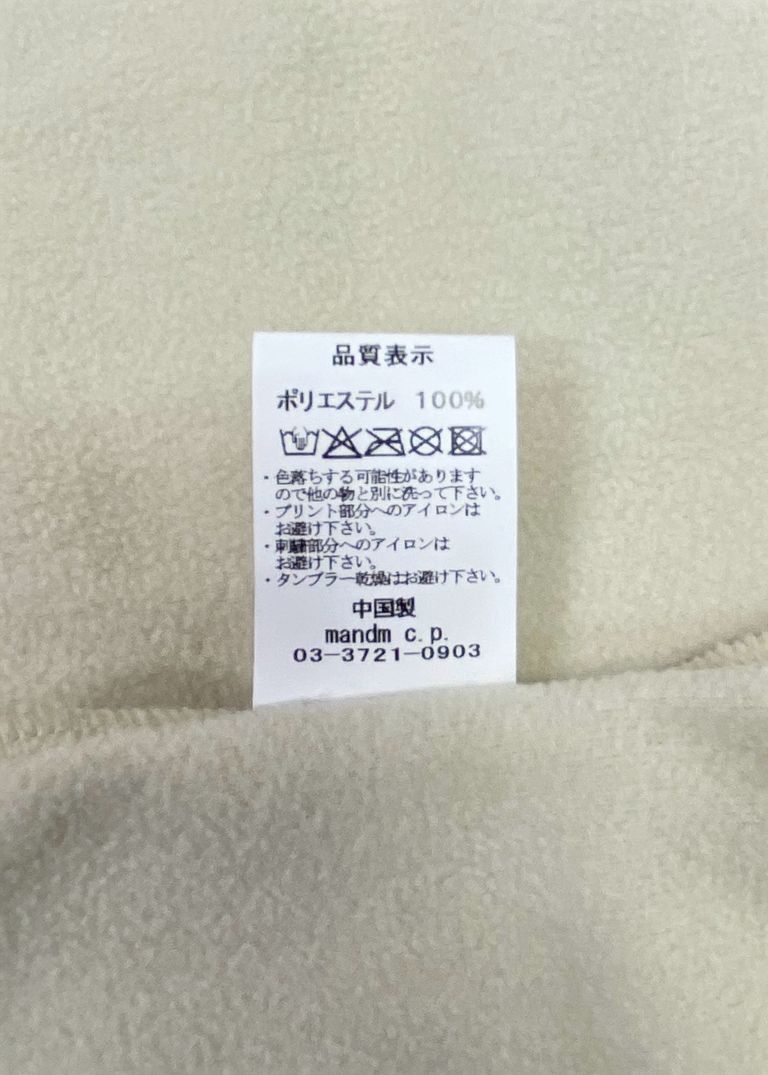 品質表示
ポリエステル 100%
・色落ちする可能性があります
ので他の物と別に洗って下さい。
・プリント部分へのアイロンは
お避け下さい。
・刺繍部分へのアイロンは
お避け下さい。
・タンブラー乾燥はお避け下さい。
中国製
mandm c.p.
03-3721-0903